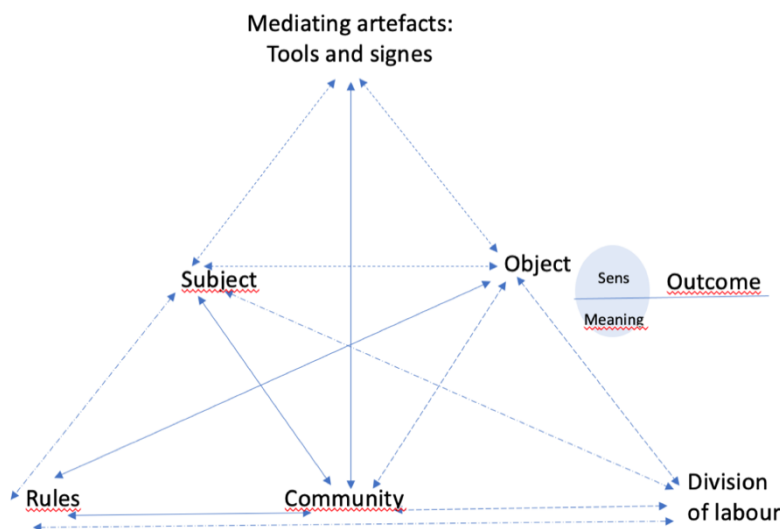 Mediating artefacts:
Tools and signes
Subject
Object
Sens
Meaning
Outcome
Rules
Community
Division
of labour